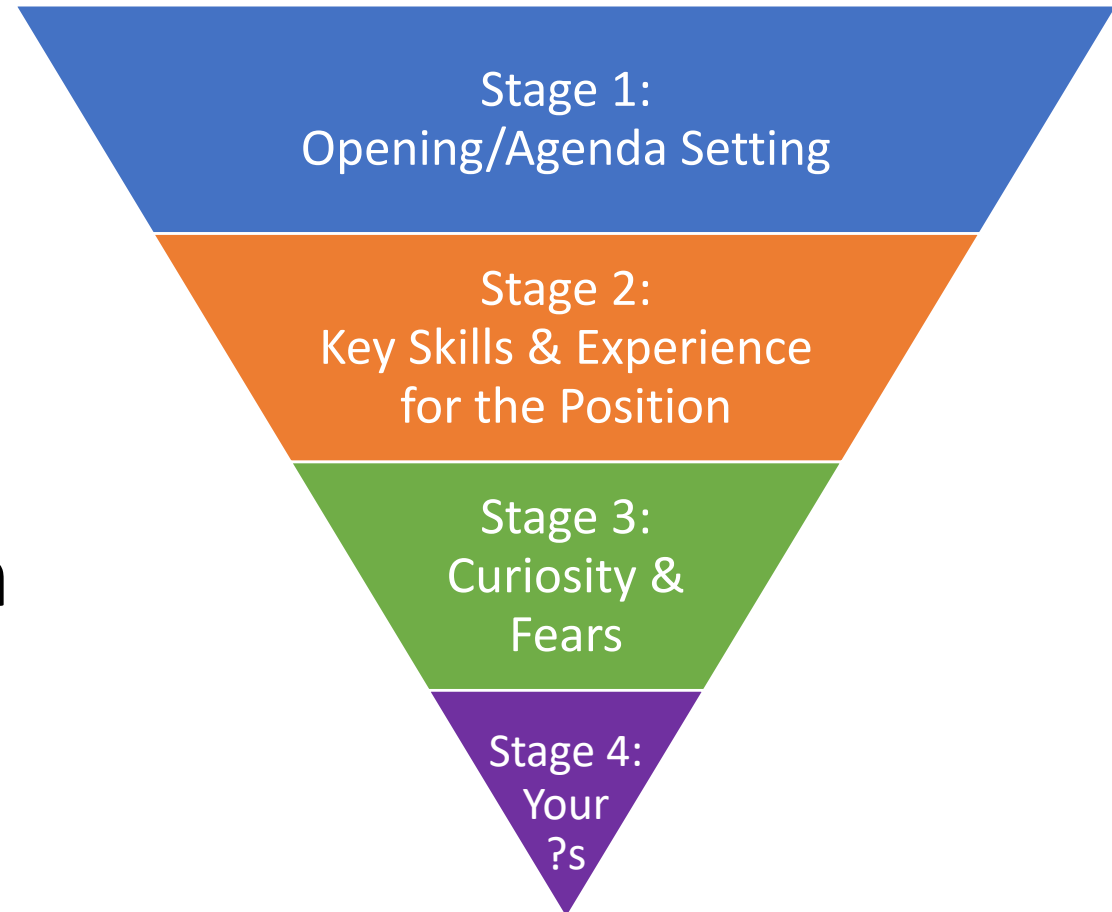 Stage 1:
Opening/Agenda Setting
Stage 2:
Key Skills & Experience
for the Position
Stage 3:
Curiosity &
Fears
Stage 4:
Your
?s